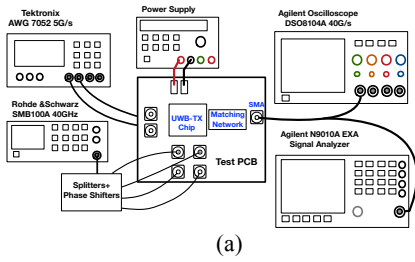 Tektronix
AWG 7052 5G/s
Power Supply
Agilent Oscilloscope
DSO8104A 40G/s
Rohde &Schwarz
SMB100A 40GHz
UWB-TX
Chip
Matching
Network
SMA
Test PCB
Splitters+
Phase Shifters
Agilent N9010A EXA
Signal Analyzer
(a)